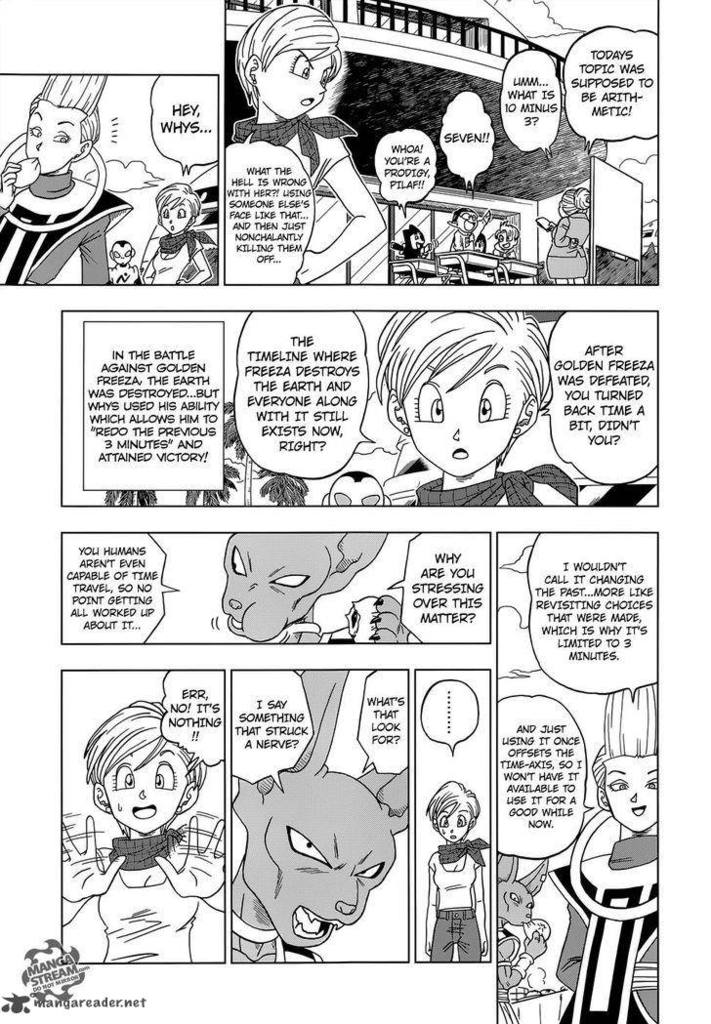 TODAYS
TOPIC WAS
SUPPOSED TO
BE ARITH-
METIC!
UMM...
WHAT IS
10 MINUS
3?
SEVEN!!
WHOA!
YOU'RE A
PRODIGY,
PILAF!!
WHAT THE
HELL IS WRONG
WITH HER?! USING
SOMEONE ELSE'S
FACE LIKE THAT...
AND THEN JUST
NONCHALANTLY
KILLING THEM
OFF...
HEY,
WHYS...
AFTER
GOLDEN FREEZA
WAS DEFEATED,
YOU TURNED
BACK TIME A
BIT, DIDN'T
YOU?
THE
TIMELINE WHERE
FREEZA DESTROYS
THE EARTH AND
EVERYONE ALONG
WITH IT STILL
EXISTS NOW,
RIGHT?
IN THE BATTLE
AGAINST GOLDEN
FREEZA, THE EARTH
WAS DESTROYED...BUT
WHYS USED HIS ABILITY
WHICH ALLOWS HIM TO
"REDO THE PREVIOUS
3 MINUTES" AND
ATTAINED VICTORY!
I WOULDN'T
CALL IT CHANGING
THE PAST...MORE LIKE
REVISITING CHOICES
THAT WERE MADE,
WHICH IS WHY IT'S
LIMITED TO 3
MINUTES.
AND JUST
USING IT ONCE
OFFSETS THE
TIME-AXIS, SO I
WON'T HAVE IT
AVAILABLE TO
USE IT FOR A
GOOD WHILE
NOW.
WHY
ARE YOU
STRESSING
OVER THIS
MATTER?
YOU HUMANS
AREN'T EVEN
CAPABLE OF TIME
TRAVEL, SO NO
POINT GETTING
ALL WORKED UP
ABOUT IT...
......
WHAT'S
THAT
LOOK
FOR?
I SAY
SOMETHING
THAT STRUCK
A NERVE?
ERR,
NO! IT'S
NOTHING
!!
MANGA
STREAM.COM
DO NOT MIRROR
mangareader.net